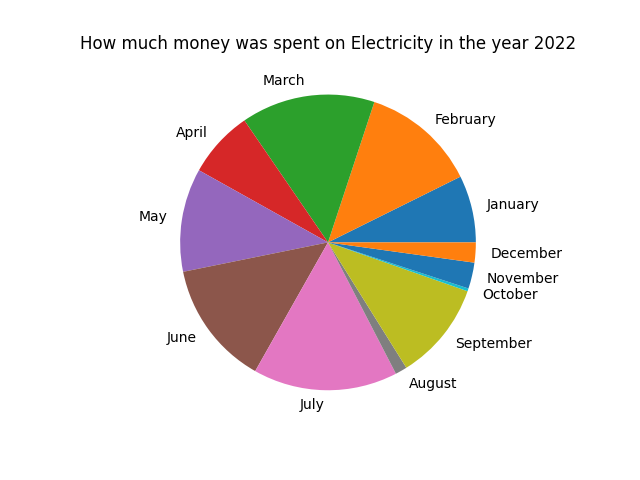 How much money was spent on Electricity in the year 2022
March
February
April
January
May
December
November
October
June
September
August
July